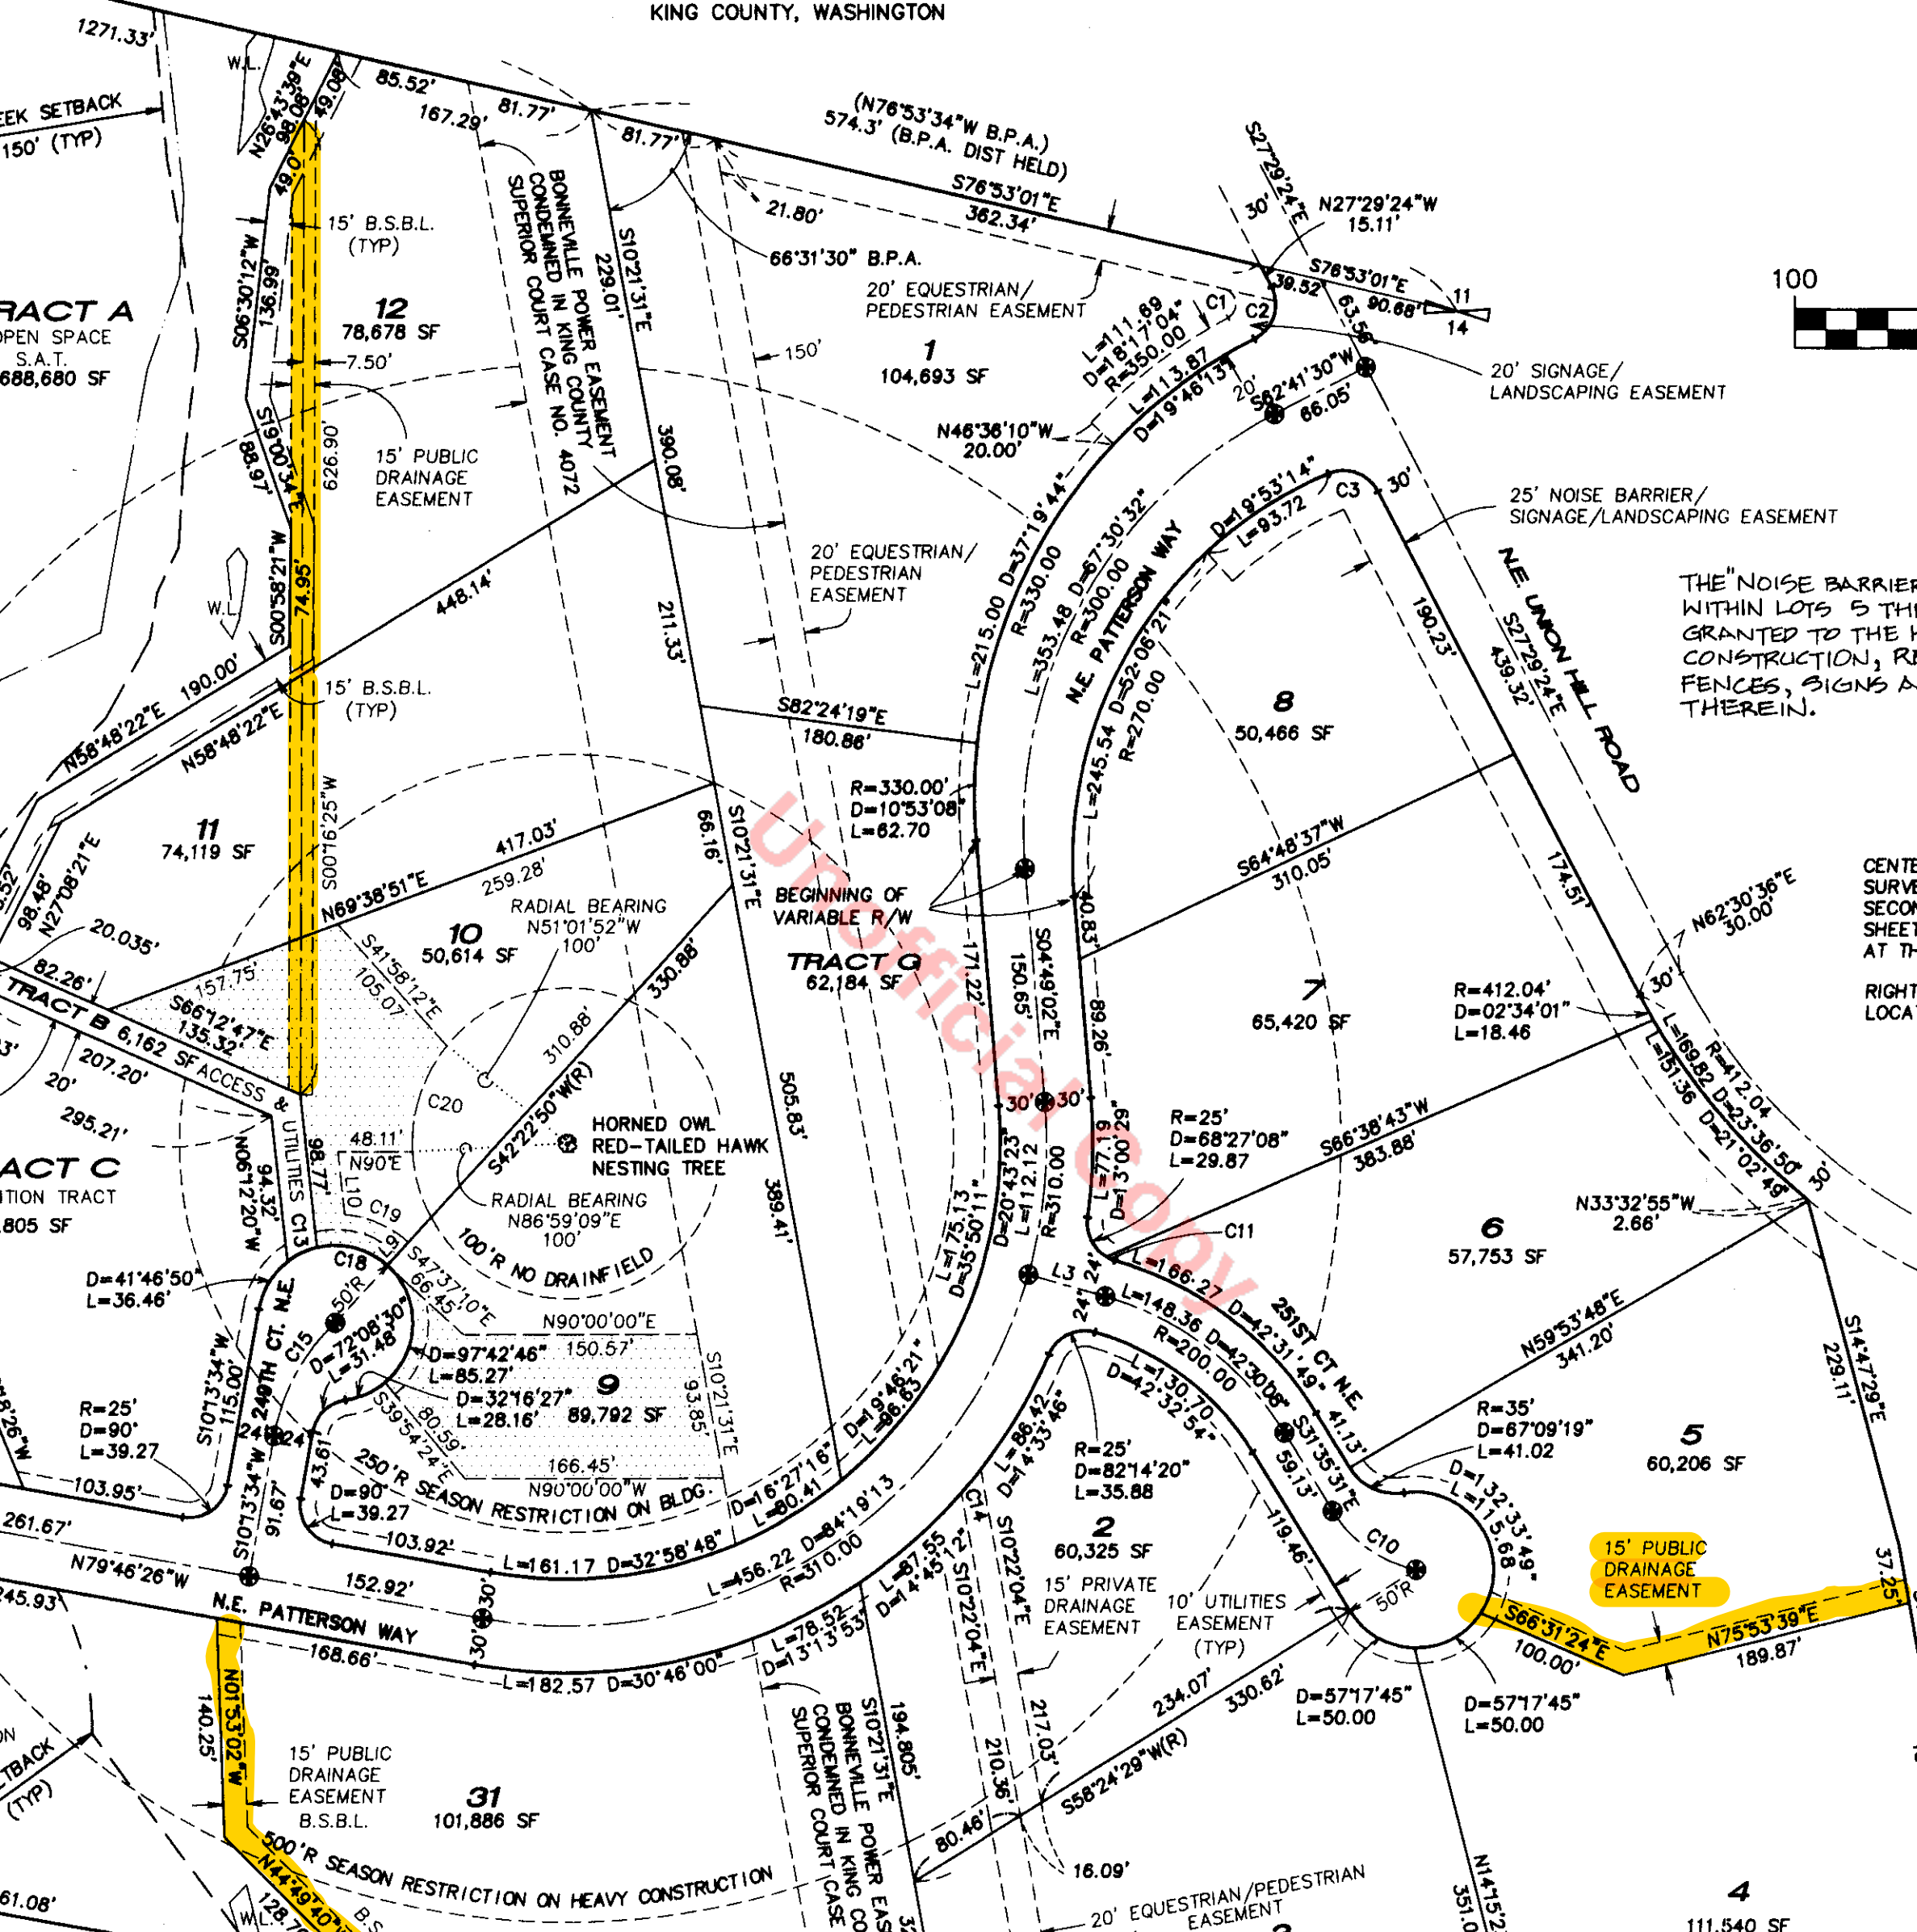 KING COUNTY, WASHINGTON
1271.33'
W.L.
N26°43'39"E
98.08'
49.08'
49.0'
85.52'
167.29'
81.77'
81.77'
(N76°53'34"W B.P.A.)
574.3' (B.P.A. DIST HELD)
S76°53'01"E
362.34'
S27°29'24"E
30'
N27°29'24"W
15.11'
S76°53'01"E
39.52'
90.68'
11
14
100
EEK SETBACK
150' (TYP)
15' B.S.B.L.
(TYP)
BONNEVILLE POWER EASEMENT
CONDEMNED IN KING COUNTY
SUPERIOR COURT CASE NO. 4072
S10°21'31"E
229.01'
21.80'
66°31'30" B.P.A.
20' EQUESTRIAN/
PEDESTRIAN EASEMENT
150'
1
104,693 SF
L=111.69
D=18°17'04"
R=350.00
C1
C2
L=113.87
D=19°46'13"
20'
S62°41'30"W
66.05'
20' SIGNAGE/
LANDSCAPING EASEMENT
RACT A
OPEN SPACE
S.A.T.
688,680 SF
S06°30'12"W
136.99'
12
78,678 SF
7.50'
S19°00'34"E
88.97'
626.90'
15' PUBLIC
DRAINAGE
EASEMENT
390.08'
N46°36'10"W
20.00'
D=19°53'14"
L=93.72
C3
30'
25' NOISE BARRIER/
SIGNAGE/LANDSCAPING EASEMENT
S00°58'21"W
74.95'
W.L.
448.14'
211.33'
20' EQUESTRIAN/
PEDESTRIAN
EASEMENT
L=215.00 D=37°19'44"
R=330.00
L=353.48 D=67°30'32"
R=300.00
N.E. PATTERSON WAY
L=245.54 D=52°06'21"
R=270.00
190.23'
N.E. UNION HILL ROAD
S27°29'24"E
439.32'
THE "NOISE BARRIER
WITHIN LOTS 5 TH
GRANTED TO THE H
CONSTRUCTION, R
FENCES, SIGNS A
THEREIN.
190.00'
N58°48'22"E
N58°48'22"E
15' B.S.B.L.
(TYP)
S82°24'19"E
180.86'
8
50,466 SF
11
74,119 SF
S00°16'25"W
417.03'
N69°38'51"E
259.28'
66.16'
S10°21'31"E
R=330.00'
D=10°53'08"
L=62.70
BEGINNING OF
VARIABLE R/W
S64°48'37"W
310.05'
174.51'
N62°30'36"E
30.00'
98.48'
N27°08'21"E
20.035'
82.26'
TRACT B 6,162 SF ACCESS & UTILITIES
157.75'
S66°12'47"E
135.32'
207.20'
20'
295.21'
10
50,614 SF
S41°58'12"E
105.07
RADIAL BEARING
N51°01'52"W
100'
330.88'
310.88'
S42°22'50"W(R)
TRACT G
62,184 SF
171.22'
S04°49'02"E
150.65'
40.83'
89.26'
7
65,420 SF
30'
R=412.04'
D=02°34'01"
L=18.46
L=169.82 D=23°36'50"
R=412.04
L=151.36 D=21°02'49"
30'
CENTE
SURVE
SECON
SHEET
AT TH
RIGHT
LOCAT
Unofficial Copy
ACT C
ITION TRACT
805 SF
N06°12'20"W
94.32'
98.77'
C13
C20
48.11'
N90°E
L10
C19
C18
L9
HORNED OWL
RED-TAILED HAWK
NESTING TREE
RADIAL BEARING
N86°59'09"E
100'
100'R NO DRAINFIELD
505.83'
389.41'
30'
30'
L=175.13
D=35°50'11"
D=20°43'23"
L=112.12
R=310.00
L=77.19
D=13°00'29"
R=25'
D=68°27'08"
L=29.87
C11
S66°38'43"W
383.88'
6
57,753 SF
N33°32'55"W
2.66'
D=41°46'50"
L=36.46'
50'R
C15
249TH CT. N.E.
S10°13'34"W
115.00'
D=72°08'30"
L=31.48'
S47°37'10"E
66.45'
N90°00'00"E
150.57'
D=97°42'46"
L=85.27'
D=32°16'27"
L=28.16'
9
89,792 SF
S10°21'31"E
93.85'
S39°54'24"E
80.59'
166.45'
N90°00'00"W
250'R SEASON RESTRICTION ON BLDG.
D=19°46'21"
L=96.63
D=16°27'16"
L=80.41
L3
24'
24'
L=166.27 D=42°31'49"
L=148.36 D=42°30'08"
R=200.00
251ST CT N.E.
L=130.70
D=42°32'54"
S31°35'31"E
59.13'
41.13'
N59°53'48"E
341.20'
S14°47'29"E
229.11'
R=25'
D=90°
L=39.27
24'
24'
43.61'
S10°13'34"W
91.67'
D=90°
L=39.27
103.95'
261.67'
N79°46'26"W
245.93'
103.92'
152.92'
N.E. PATTERSON WAY
168.66'
30'
30'
L=161.17 D=32°58'48"
L=456.22 D=84°19'13
R=310.00
L=182.57 D=30°46'00"
L=78.52
D=13°13'53"
L=87.55
D=14°45'12"
L=86.42
D=14°33'46"
C14
R=25'
D=82°14'20"
L=35.88
2
60,325 SF
S10°22'04"E
S10°22'04"E
15' PRIVATE
DRAINAGE
EASEMENT
10' UTILITIES
EASEMENT
(TYP)
119.46'
R=35'
D=67°09'19"
L=41.02
D=132°33'49"
L=115.68
C10
50'R
5
60,206 SF
15' PUBLIC
DRAINAGE
EASEMENT
37.25'
S66°31'24"E
100.00'
N75°53'39"E
189.87'
D=57°17'45"
L=50.00
D=57°17'45"
L=50.00
N01°53'02"W
140.25'
15' PUBLIC
DRAINAGE
EASEMENT
B.S.B.L.
31
101,886 SF
TBACK
(TYP)
500'R SEASON RESTRICTION ON HEAVY CONSTRUCTION
N44°49'40"
W.L.
61.08'
S10°21'31"E
194.805'
BONNEVILLE POWER EAS
CONDEMNED IN KING CO
SUPERIOR COURT CASE
217.03'
210.36'
234.07'
330.62'
S58°24'29"W(R)
80.46'
16.09'
20' EQUESTRIAN/PEDESTRIAN
EASEMENT
4
111,540 SF